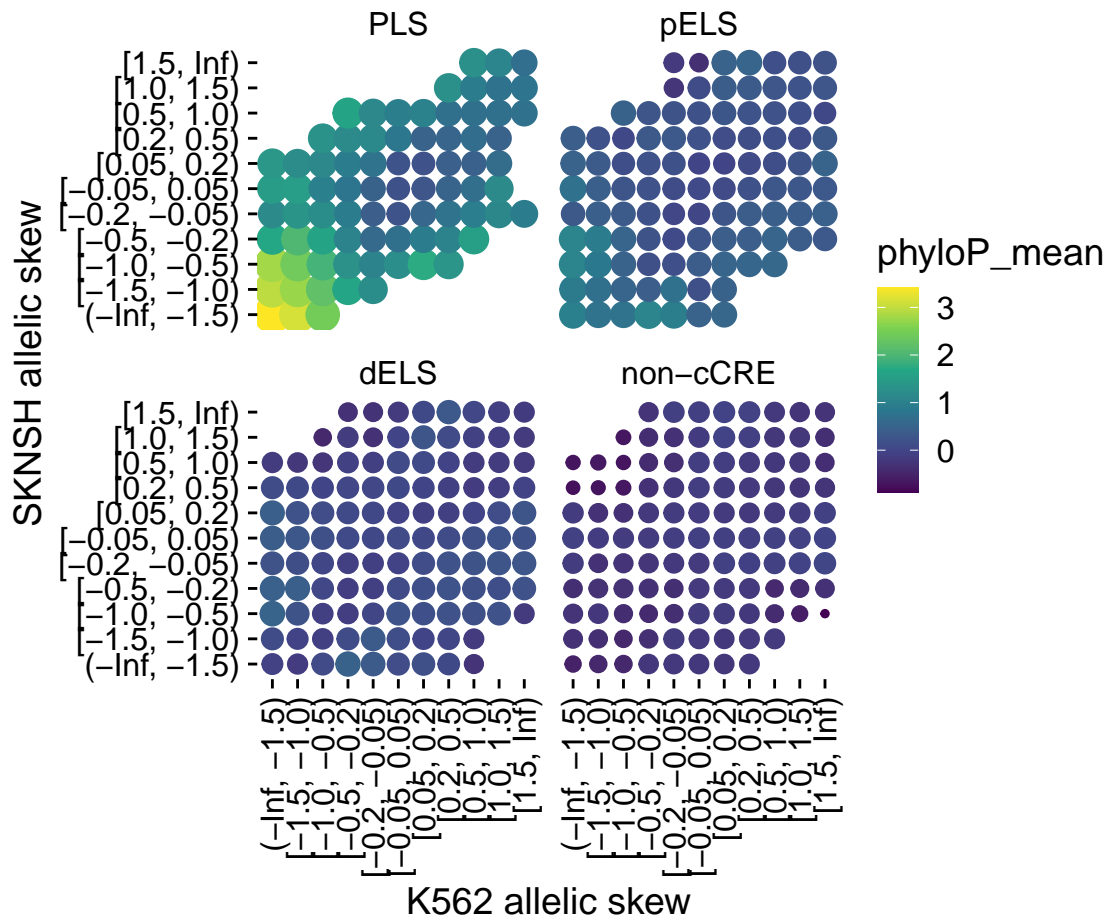 PLS
pELS
[1.5, Inf)
[1.0, 1.5)
[0.5, 1.0)
[0.2, 0.5)
[0.05, 0.2)
[−0.05, 0.05)
[−0.2, −0.05)
[−0.5, −0.2)
[−1.0, −0.5)
[−1.5, −1.0)
(−Inf, −1.5)
dELS
non−cCRE
[1.5, Inf)
[1.0, 1.5)
[0.5, 1.0)
[0.2, 0.5)
[0.05, 0.2)
[−0.05, 0.05)
[−0.2, −0.05)
[−0.5, −0.2)
[−1.0, −0.5)
[−1.5, −1.0)
(−Inf, −1.5)
SKNSH allelic skew
(−Inf, −1.5)
[−1.5, −1.0)
[−1.0, −0.5)
[−0.5, −0.2)
[−0.2, −0.05)
[−0.05, 0.05)
[0.05, 0.2)
[0.2, 0.5)
[0.5, 1.0)
[1.0, 1.5)
[1.5, Inf)
(−Inf, −1.5)
[−1.5, −1.0)
[−1.0, −0.5)
[−0.5, −0.2)
[−0.2, −0.05)
[−0.05, 0.05)
[0.05, 0.2)
[0.2, 0.5)
[0.5, 1.0)
[1.0, 1.5)
[1.5, Inf)
K562 allelic skew
phyloP_mean
3
2
1
0